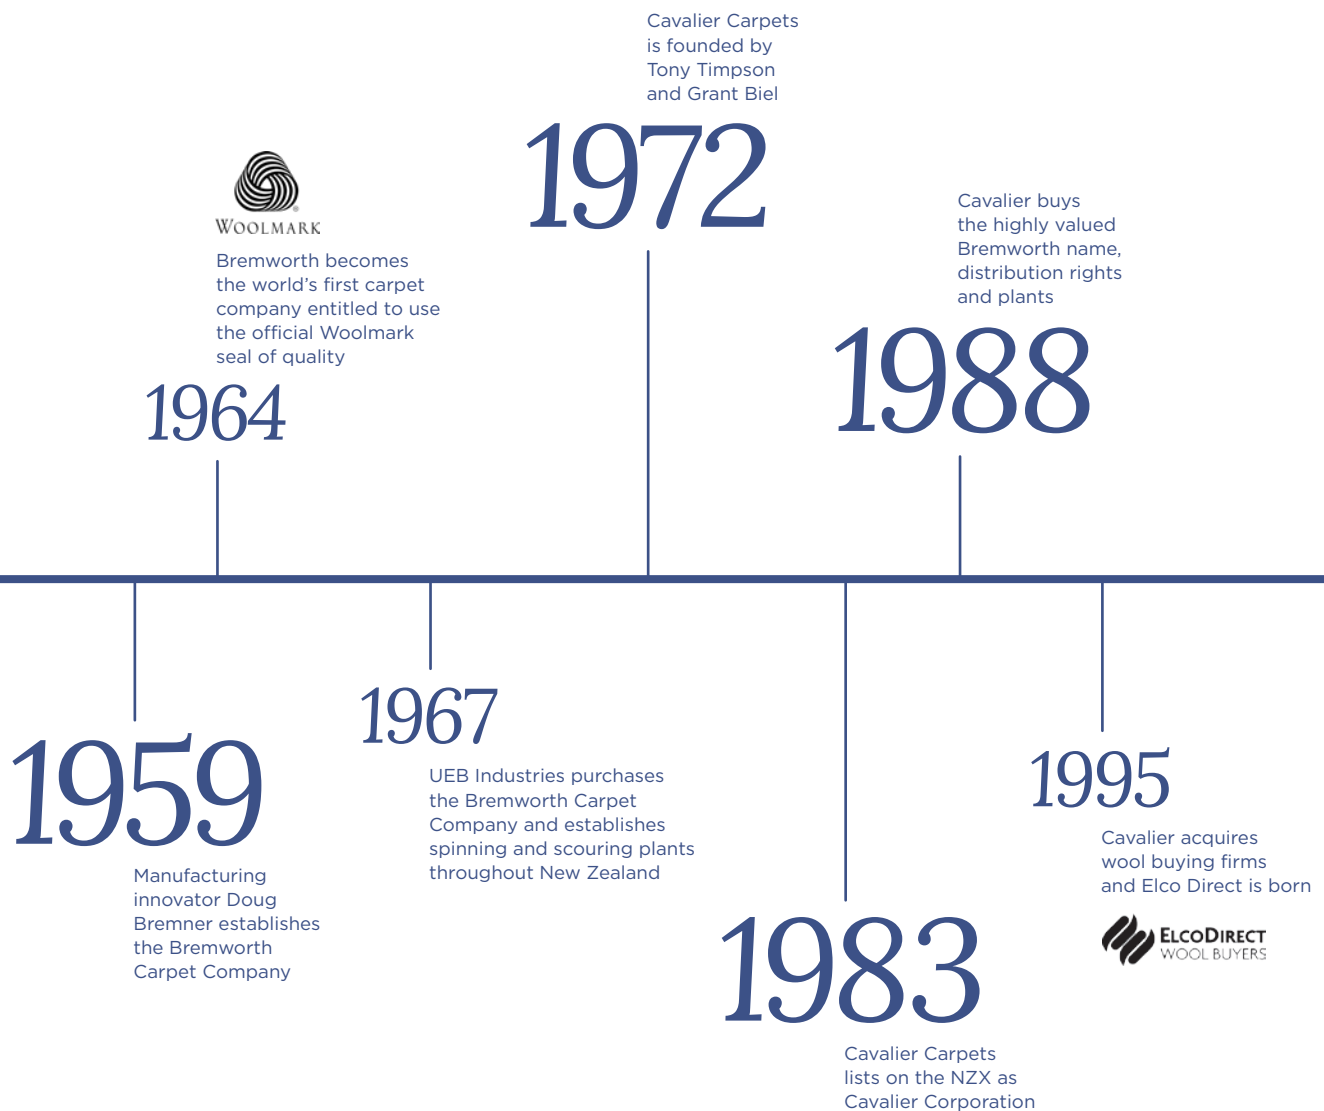 Cavalier Carpets
is founded by
Tony Timpson
and Grant Biel
1972
WOOLMARK
Bremworth becomes
the world’s first carpet
company entitled to use
the official Woolmark
seal of quality
1964
Cavalier buys
the highly valued
Bremworth name,
distribution rights
and plants
1988
1959
Manufacturing
innovator Doug
Bremner establishes
the Bremworth
Carpet Company
1967
UEB Industries purchases
the Bremworth Carpet
Company and establishes
spinning and scouring plants
throughout New Zealand
1983
Cavalier Carpets
lists on the NZX as
Cavalier Corporation
1995
Cavalier acquires
wool buying firms
and Elco Direct is born
ELCODIRECT
WOOL BUYERS